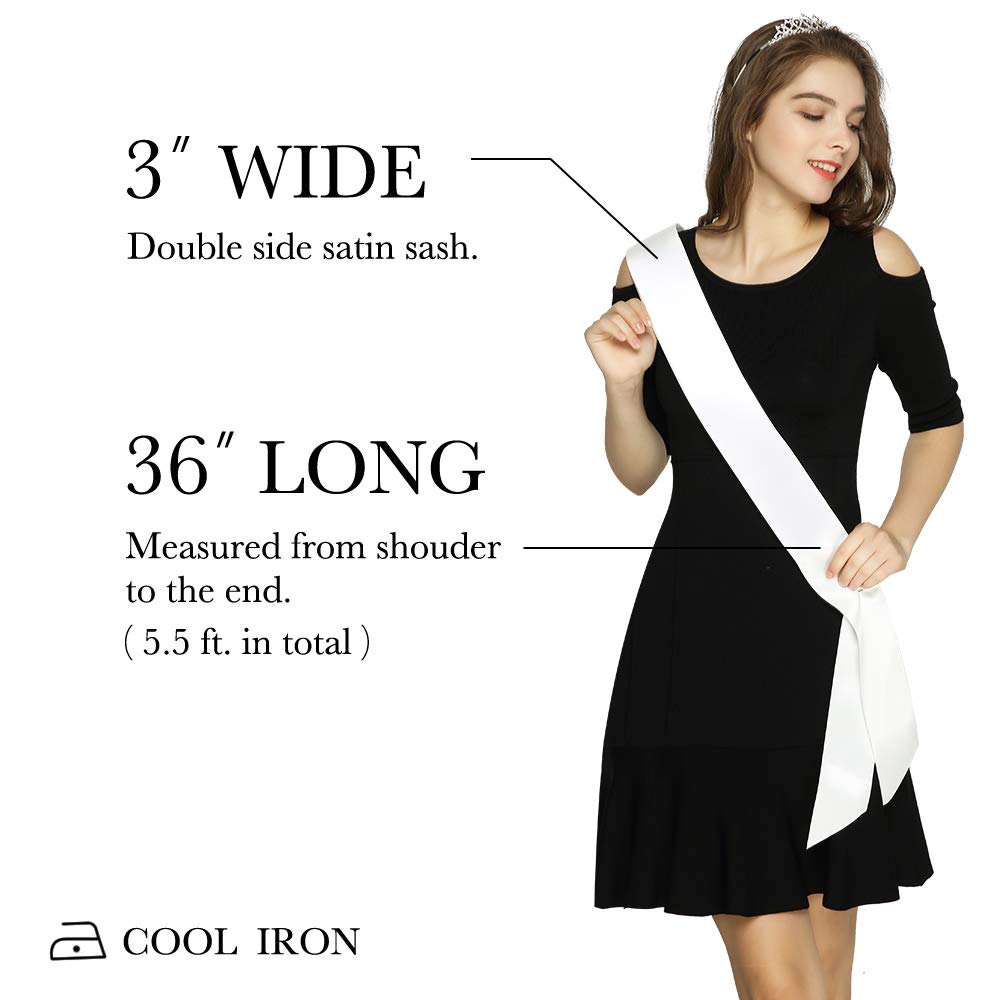 3″ WIDE
Double side satin sash.
36″ LONG
Measured from shouder
to the end.
( 5.5 ft. in total )
COOL IRON